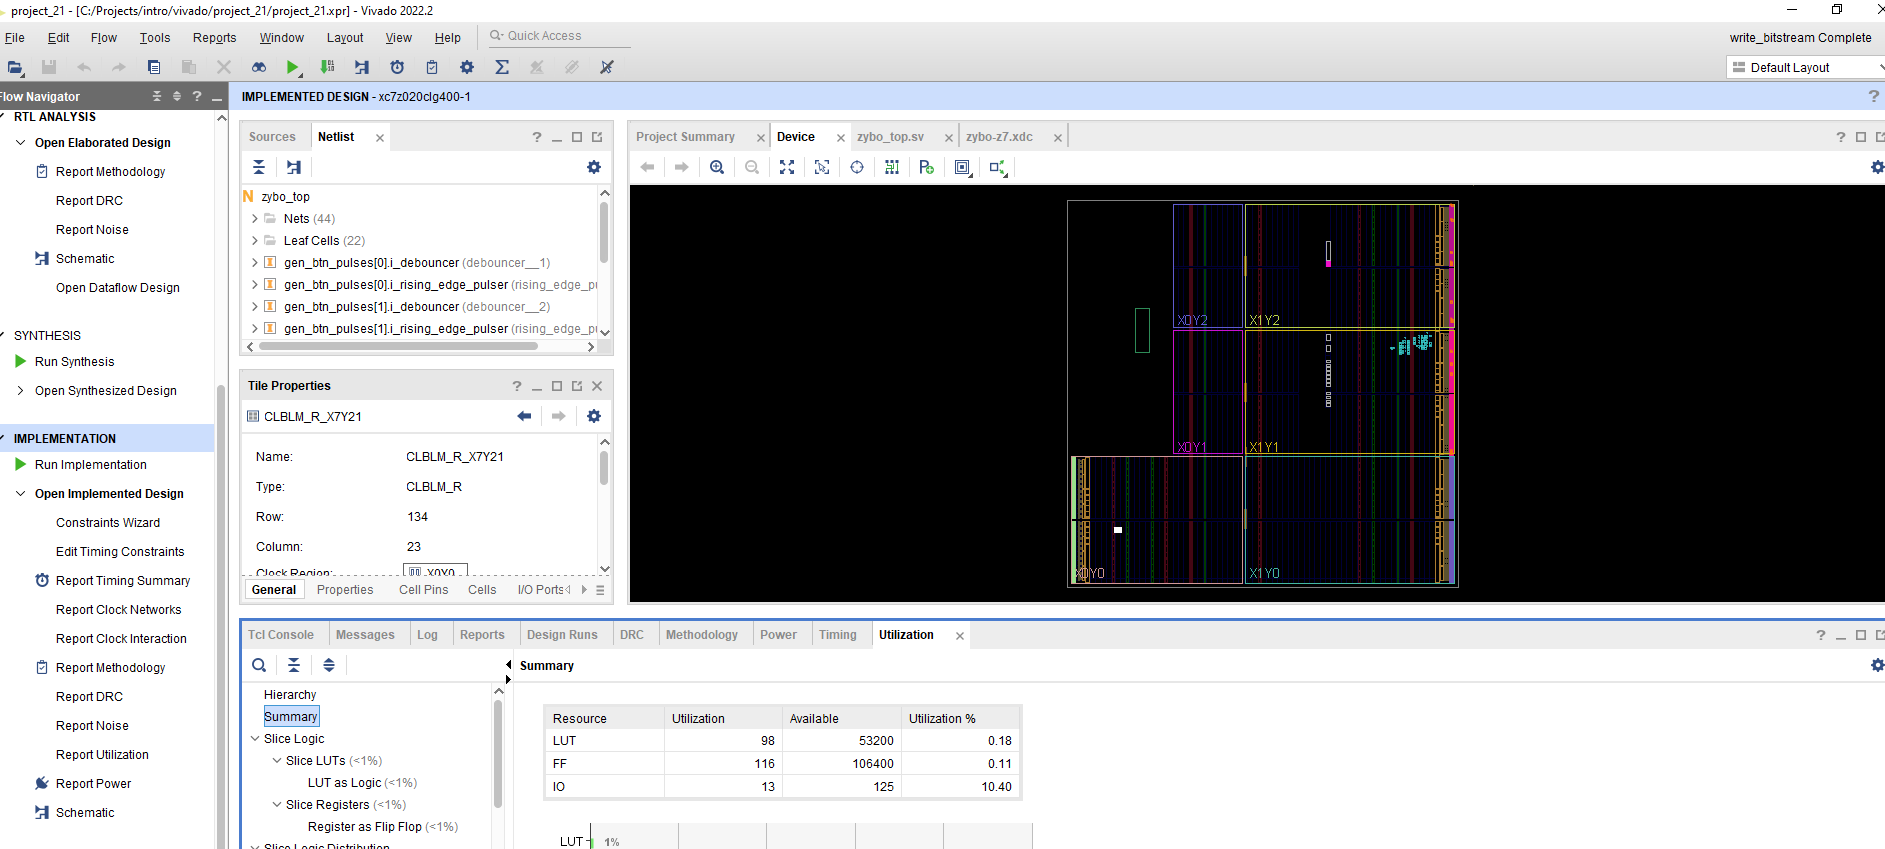 project_21 - [C:/Projects/intro/vivado/project_21/project_21.xpr] - Vivado 2022.2
File Edit Flow Tools Reports Window Layout View Help Quick Access
write_bitstream Complete
Default Layout
Flow Navigator
IMPLEMENTED DESIGN - xc7z020clg400-1
RTL ANALYSIS
Open Elaborated Design
Report Methodology
Report DRC
Report Noise
Schematic
Open Dataflow Design
SYNTHESIS
Run Synthesis
Open Synthesized Design
IMPLEMENTATION
Run Implementation
Open Implemented Design
Constraints Wizard
Edit Timing Constraints
Report Timing Summary
Report Clock Networks
Report Clock Interaction
Report Methodology
Report DRC
Report Noise
Report Utilization
Report Power
Schematic
Sources Netlist
zybo_top
Nets (44)
Leaf Cells (22)
gen_btn_pulses[0].i_debouncer (debouncer__1)
gen_btn_pulses[0].i_rising_edge_pulser (rising_edge_pu
gen_btn_pulses[1].i_debouncer (debouncer__2)
gen_btn_pulses[1].i_rising_edge_pulser (rising_edge_pu
Tile Properties
CLBLM_R_X7Y21
Name: CLBLM_R_X7Y21
Type: CLBLM_R
Row: 134
Column: 23
Clock Region: X0Y0
General Properties Cell Pins Cells I/O Ports
Project Summary Device zybo_top.sv zybo-z7.xdc
X0Y2 X1Y2
X0Y1 X1Y1
X0Y0 X1Y0
Tcl Console Messages Log Reports Design Runs DRC Methodology Power Timing Utilization
Summary
Hierarchy
Summary
Slice Logic
Slice LUTs (<1%)
LUT as Logic (<1%)
Slice Registers (<1%)
Register as Flip Flop (<1%)
Slice Logic Distribution
Resource Utilization Available Utilization %
LUT 98 53200 0.18
FF 116 106400 0.11
IO 13 125 10.40
LUT 1%